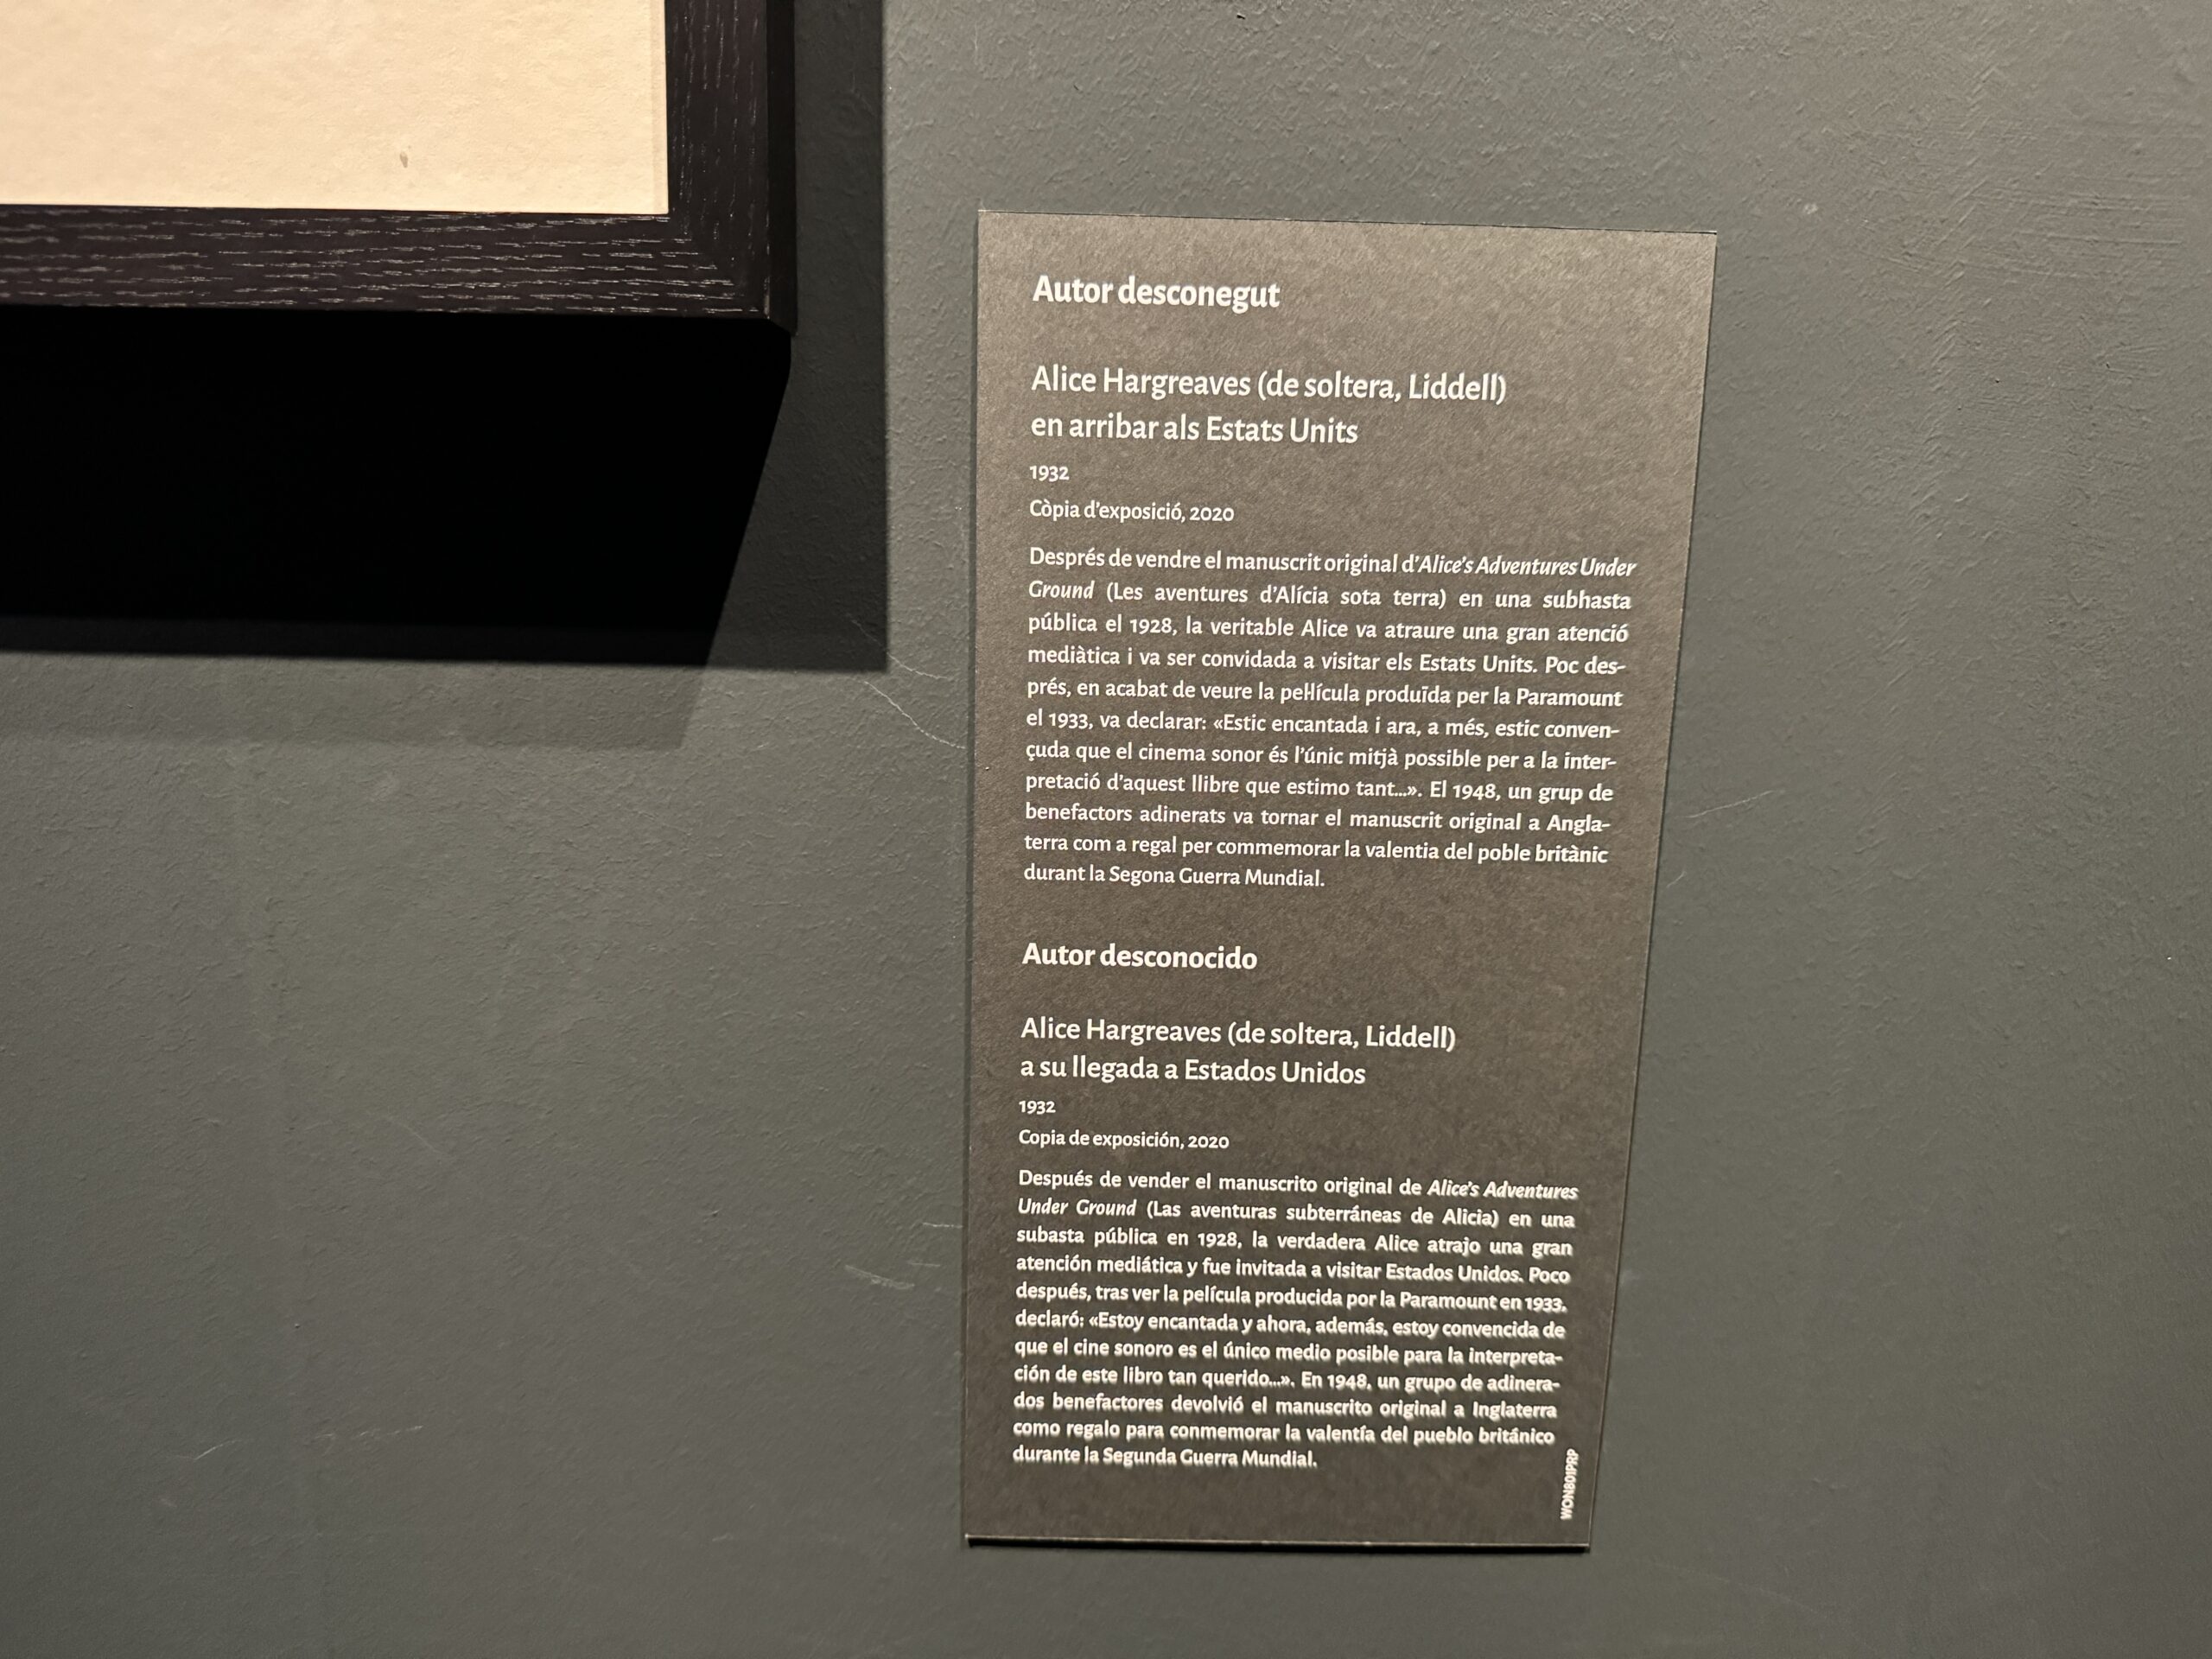 Autor desconegut
Alice Hargreaves (de soltera, Liddell)
en arribar als Estats Units
1932
Còpia d'exposició, 2020
Després de vendre el manuscrit original d'Alice's Adventures Under
Ground (Les aventures d'Alícia sota terra) en una subhasta
pública el 1928, la veritable Alice va atraure una gran atenció
mediàtica i va ser convidada a visitar els Estats Units. Poc des-
prés, en acabat de veure la pel·lícula produïda per la Paramount
el 1933, va declarar: «Estic encantada i ara, a més, estic conven-
çuda que el cinema sonor és l'únic mitjà possible per a la inter-
pretació d'aquest llibre que estimo tant...». El 1948, un grup de
benefactors adinerats va tornar el manuscrit original a Angla-
terra com a regal per commemorar la valentia del poble britànic
durant la Segona Guerra Mundial.
Autor desconocido
Alice Hargreaves (de soltera, Liddell)
a su llegada a Estados Unidos
1932
Copia de exposición, 2020
Después de vender el manuscrito original de Alice's Adventures
Under Ground (Las aventuras subterráneas de Alicia) en una
subasta pública en 1928, la verdadera Alice atrajo una gran
atención mediática y fue invitada a visitar Estados Unidos. Poco
después, tras ver la película producida por la Paramount en 1933,
declaró: «Estoy encantada y ahora, además, estoy convencida de
que el cine sonoro es el único medio posible para la interpreta-
ción de este libro tan querido...». En 1948, un grupo de adinera-
dos benefactores devolvió el manuscrito original a Inglaterra
como regalo para conmemorar la valentía del pueblo británico
durante la Segunda Guerra Mundial.
WON801PRP